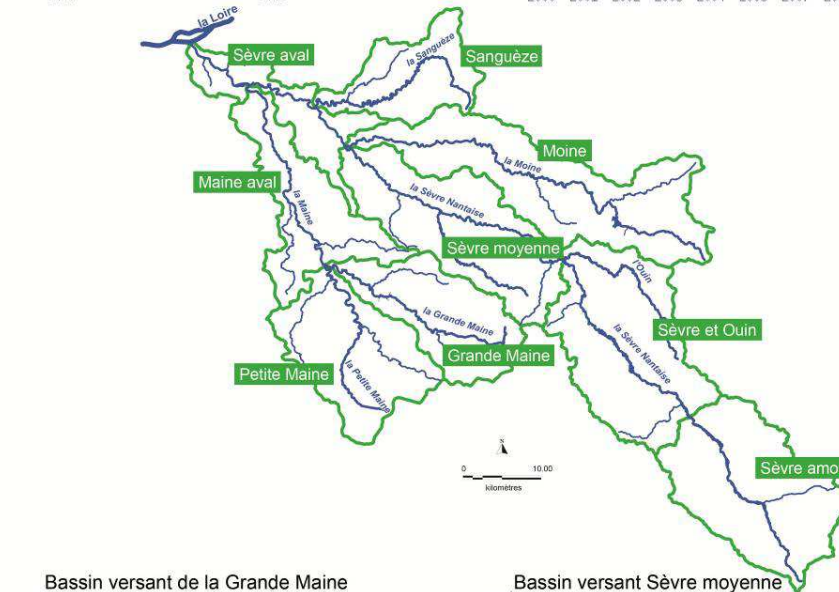 la Loire
Sèvre aval
la Sanguèze
Sanguèze
Moine
la Moine
Maine aval
la Maine
la Sèvre Nantaise
Sèvre moyenne
l'Ouin
la Grande Maine
Sèvre et Ouin
la Sèvre Nantaise
Grande Maine
Petite Maine
la Petite Maine
N
0 10.00
kilomètres
Sèvre amo
Bassin versant de la Grande Maine
Bassin versant Sèvre moyenne